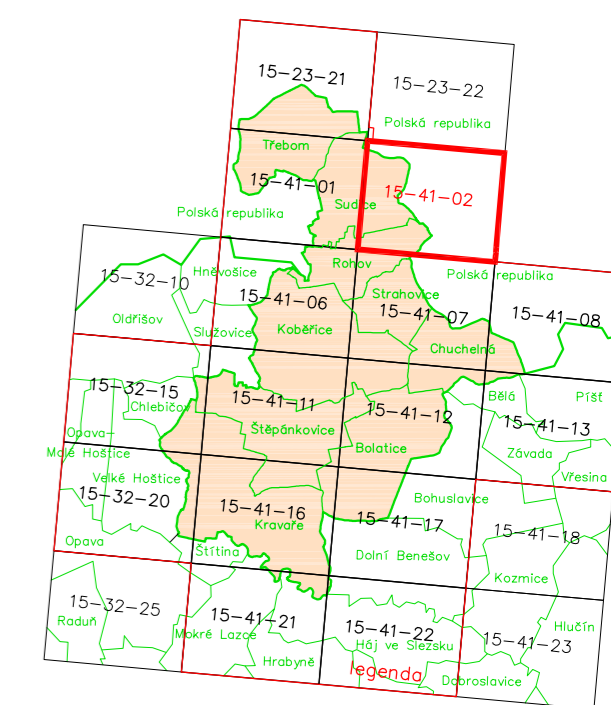 15-23-21
15-23-22
Polská republika
Třebom
15-41-01
15-41-02
Sudice
Polská republika
Rohov
Hněvošice
15-32-10
Polská republika
Strahovice
15-41-06
15-41-07
15-41-08
Oldřišov
Služovice
Kobeřice
Chuchelná
15-32-15
Chlebičov
15-41-11
15-41-12
Bělá
Píšť
15-41-13
Opava-
Malé Hoštice
Štěpánkovice
Bolatice
Závada
Velké Hoštice
Vřesina
15-32-20
Bohuslavice
15-41-16
Kravaře
15-41-17
15-41-18
Opava
Štítina
Dolní Benešov
Kozmice
15-32-25
Raduň
15-41-21
Mokré Lazce
15-41-22
Hlučín
Háj ve Slezsku
15-41-23
Hrabyně
legenda
Dobroslavice